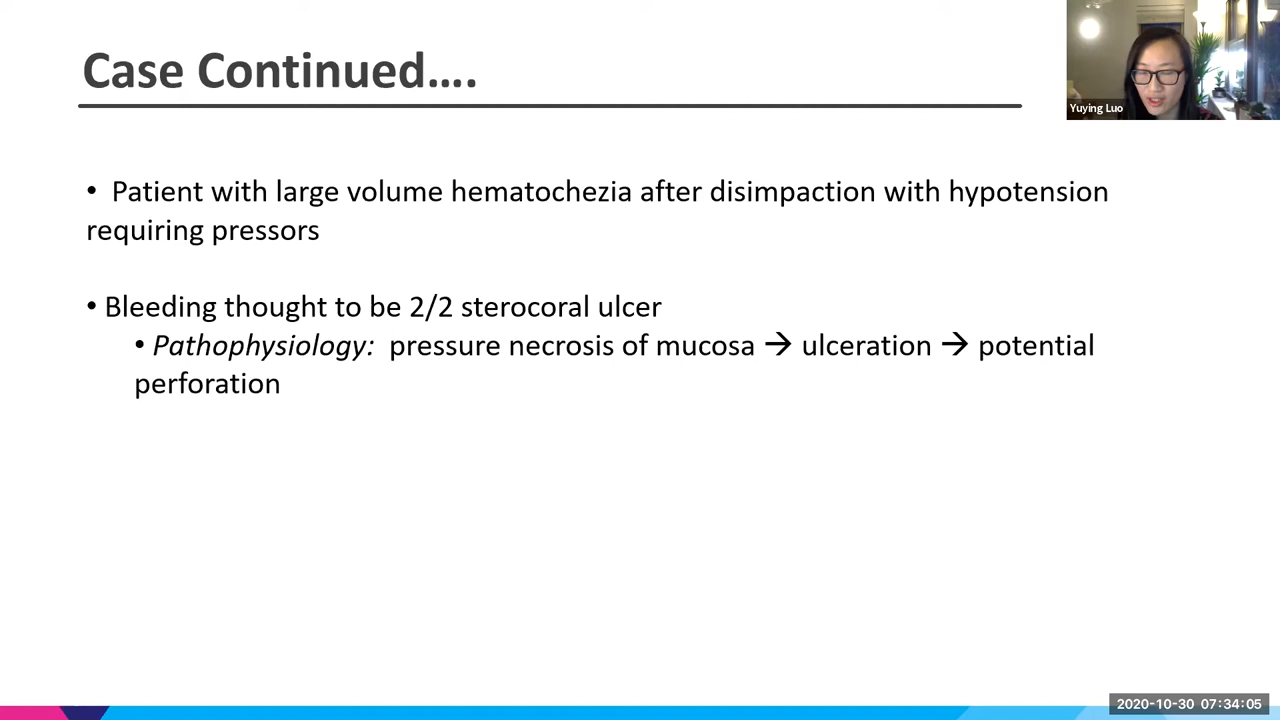 Case Continued….
Yuying Luo
• Patient with large volume hematochezia after disimpaction with hypotension
requiring pressors
• Bleeding thought to be 2/2 sterocoral ulcer
• Pathophysiology: pressure necrosis of mucosa → ulceration → potential
perforation
2020-10-30 07:34:05